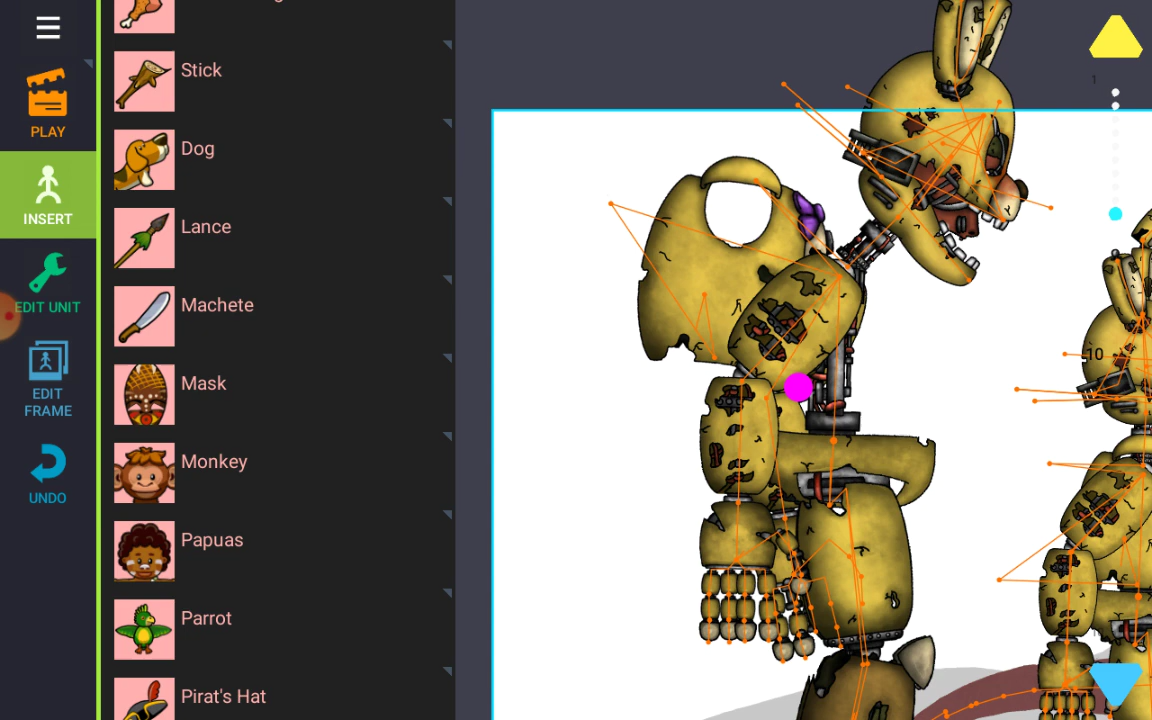 PLAY
INSERT
EDIT UNIT
EDIT
FRAME
UNDO
Stick
Dog
Lance
Machete
Mask
Monkey
Papuas
Parrot
Pirat's Hat
1
10